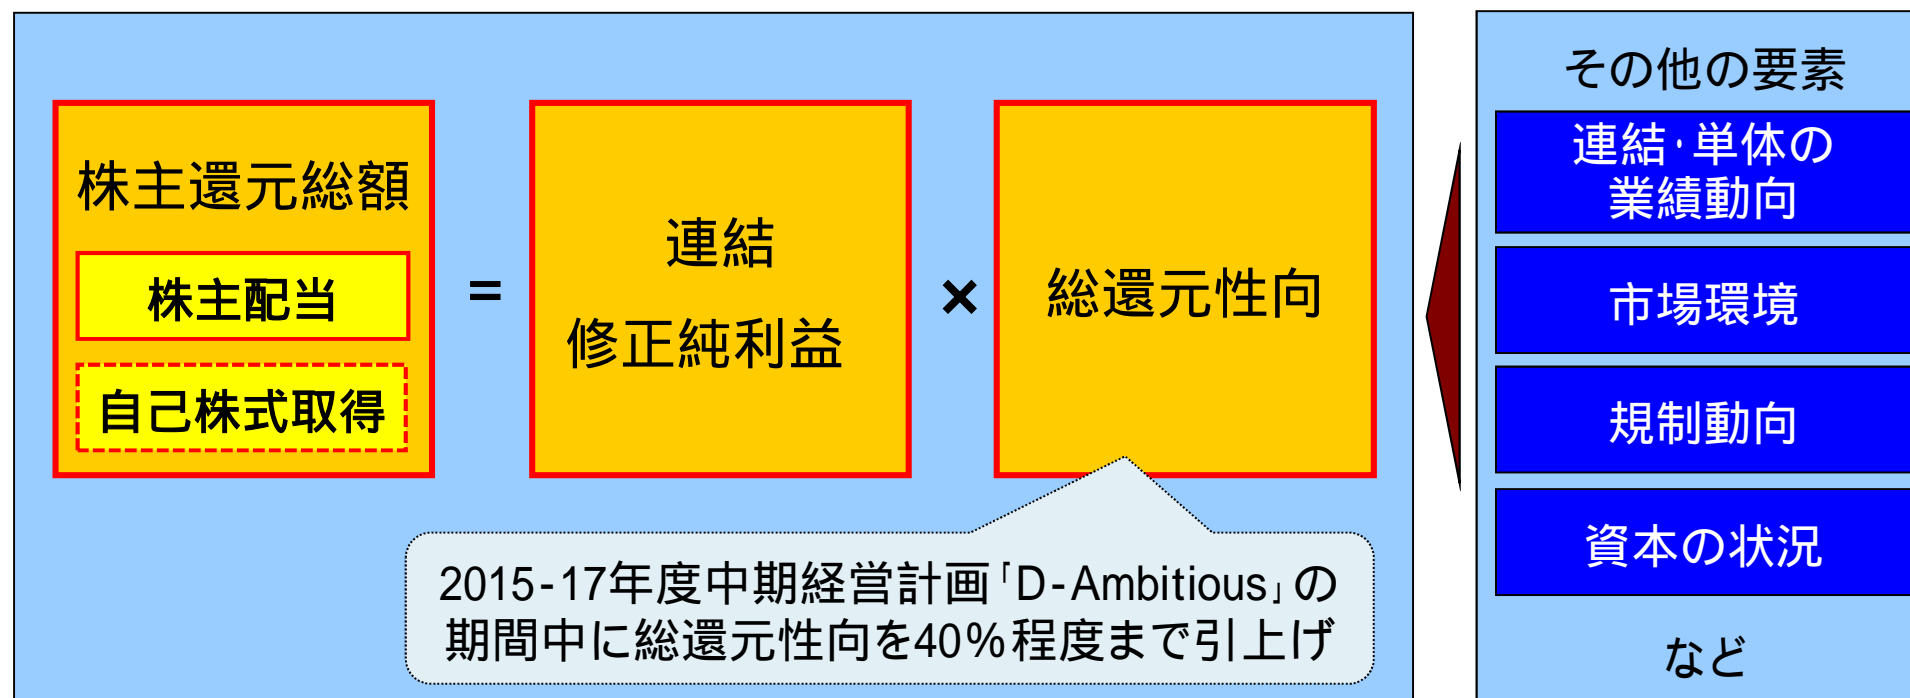 株主還元総額
株主配当
自己株式取得
=
連結
修正純利益
×
総還元性向
2015-17年度中期経営計画「D-Ambitious」の
期間中に総還元性向を40%程度まで引上げ
その他の要素
連結・単体の
業績動向
市場環境
規制動向
資本の状況
など